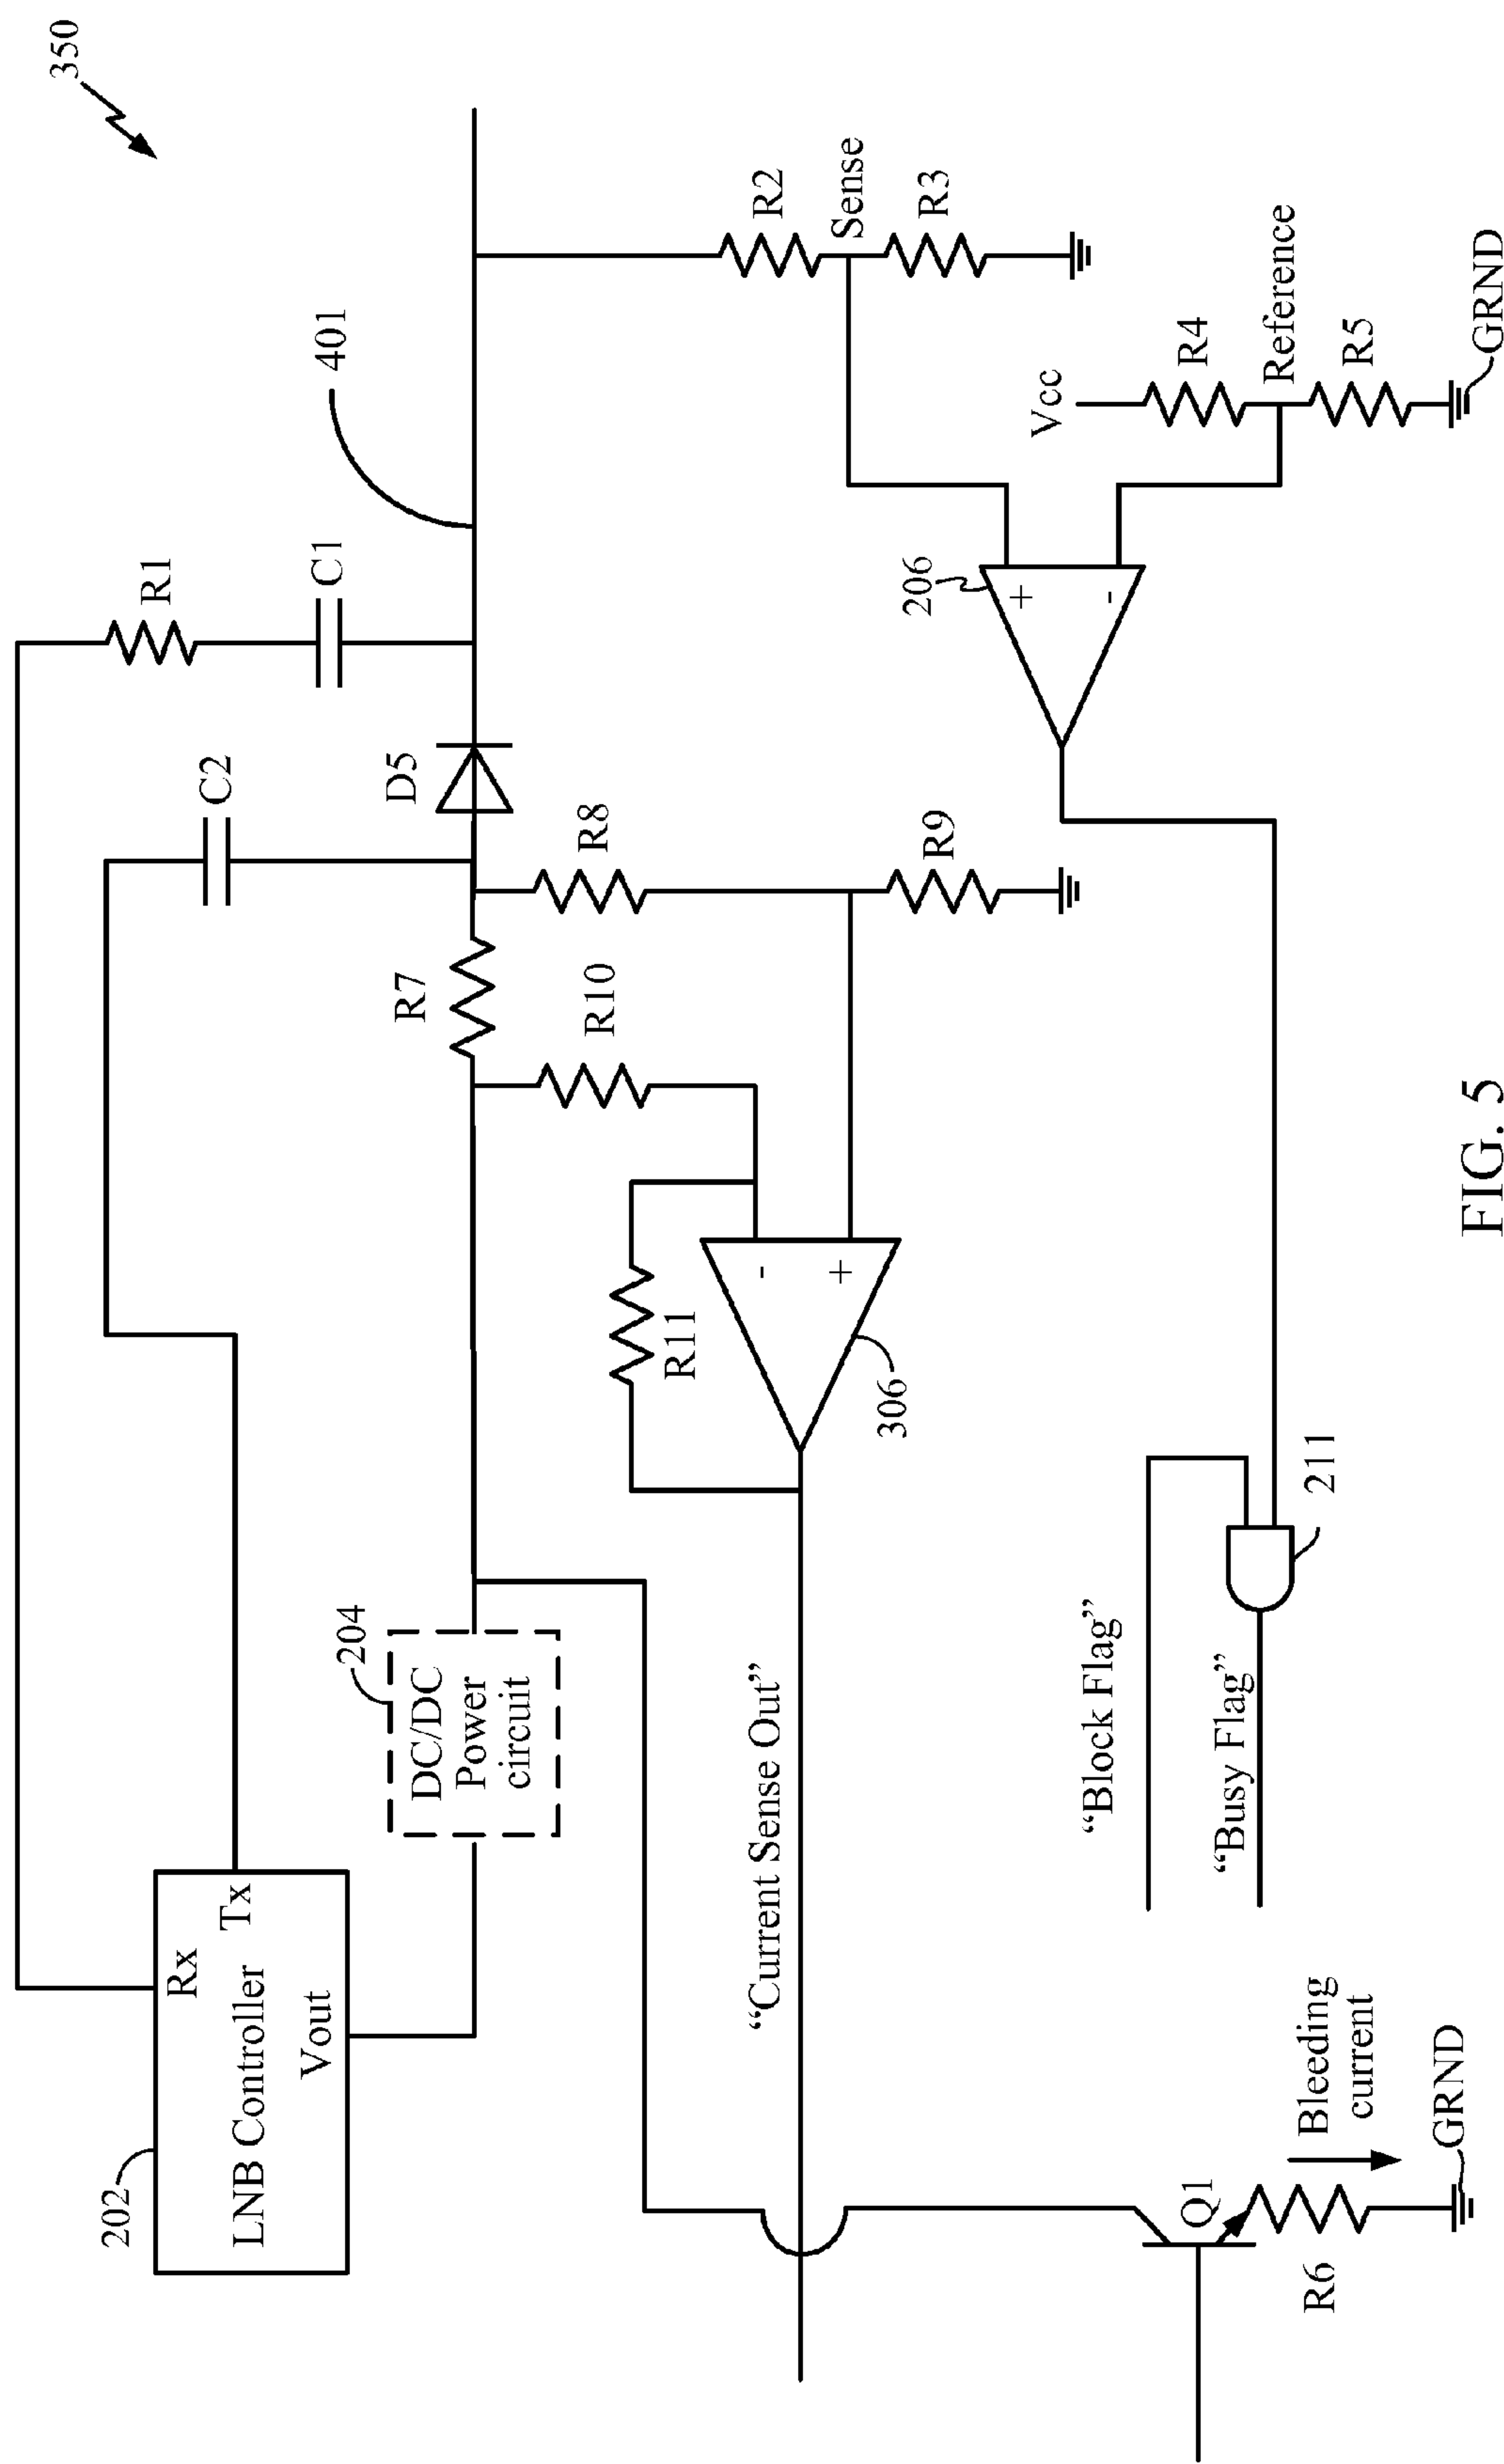 350
R1
C1
401
C2
D5
R2
Sense
R3
R7
R8
R9
R10
R11
Vcc
R4
Reference
R5
GRND
206
+
-
-
+
306
202
LNB Controller
Rx
Tx
Vout
204
DC/DC
Power
circuit
“Current Sense Out”
“Block Flag”
“Busy Flag”
211
Q1
R6
Bleeding
current
GRND
FIG. 5